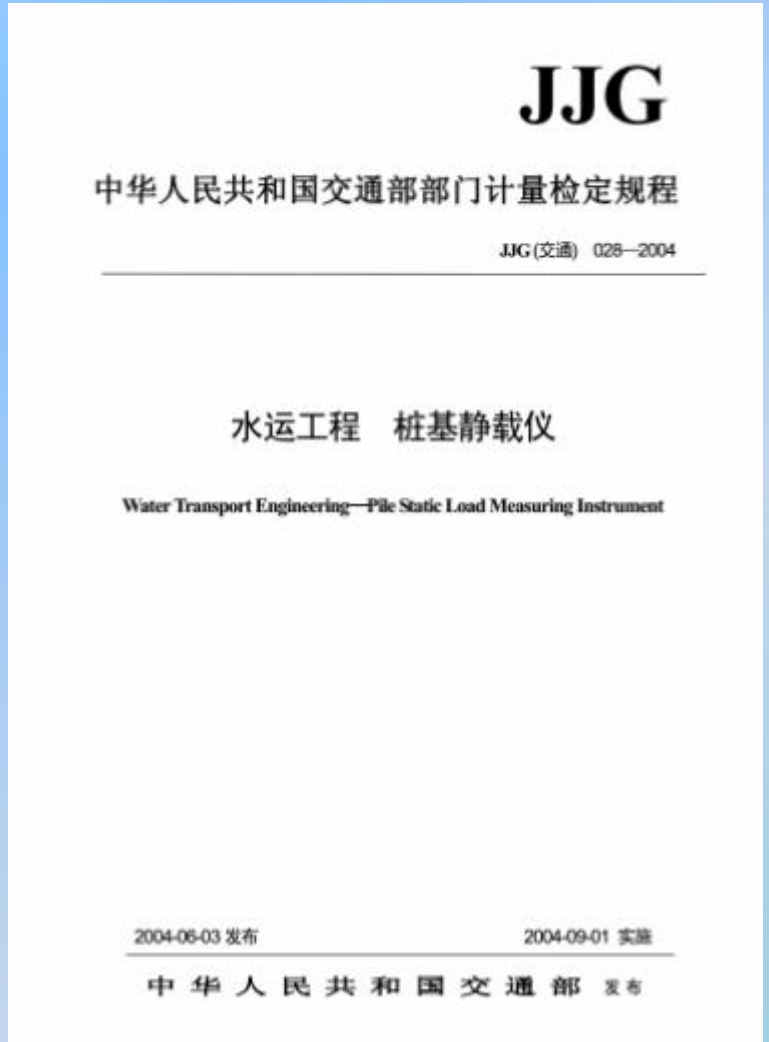 JJG
中华人民共和国交通部部门计量检定规程
JJG(交通) 028—2004
水运工程 桩基静载仪
Water Transport Engineering—Pile Static Load Measuring Instrument
2004-06-03 发布 2004-09-01 实施
中华人民共和国交通部 发布